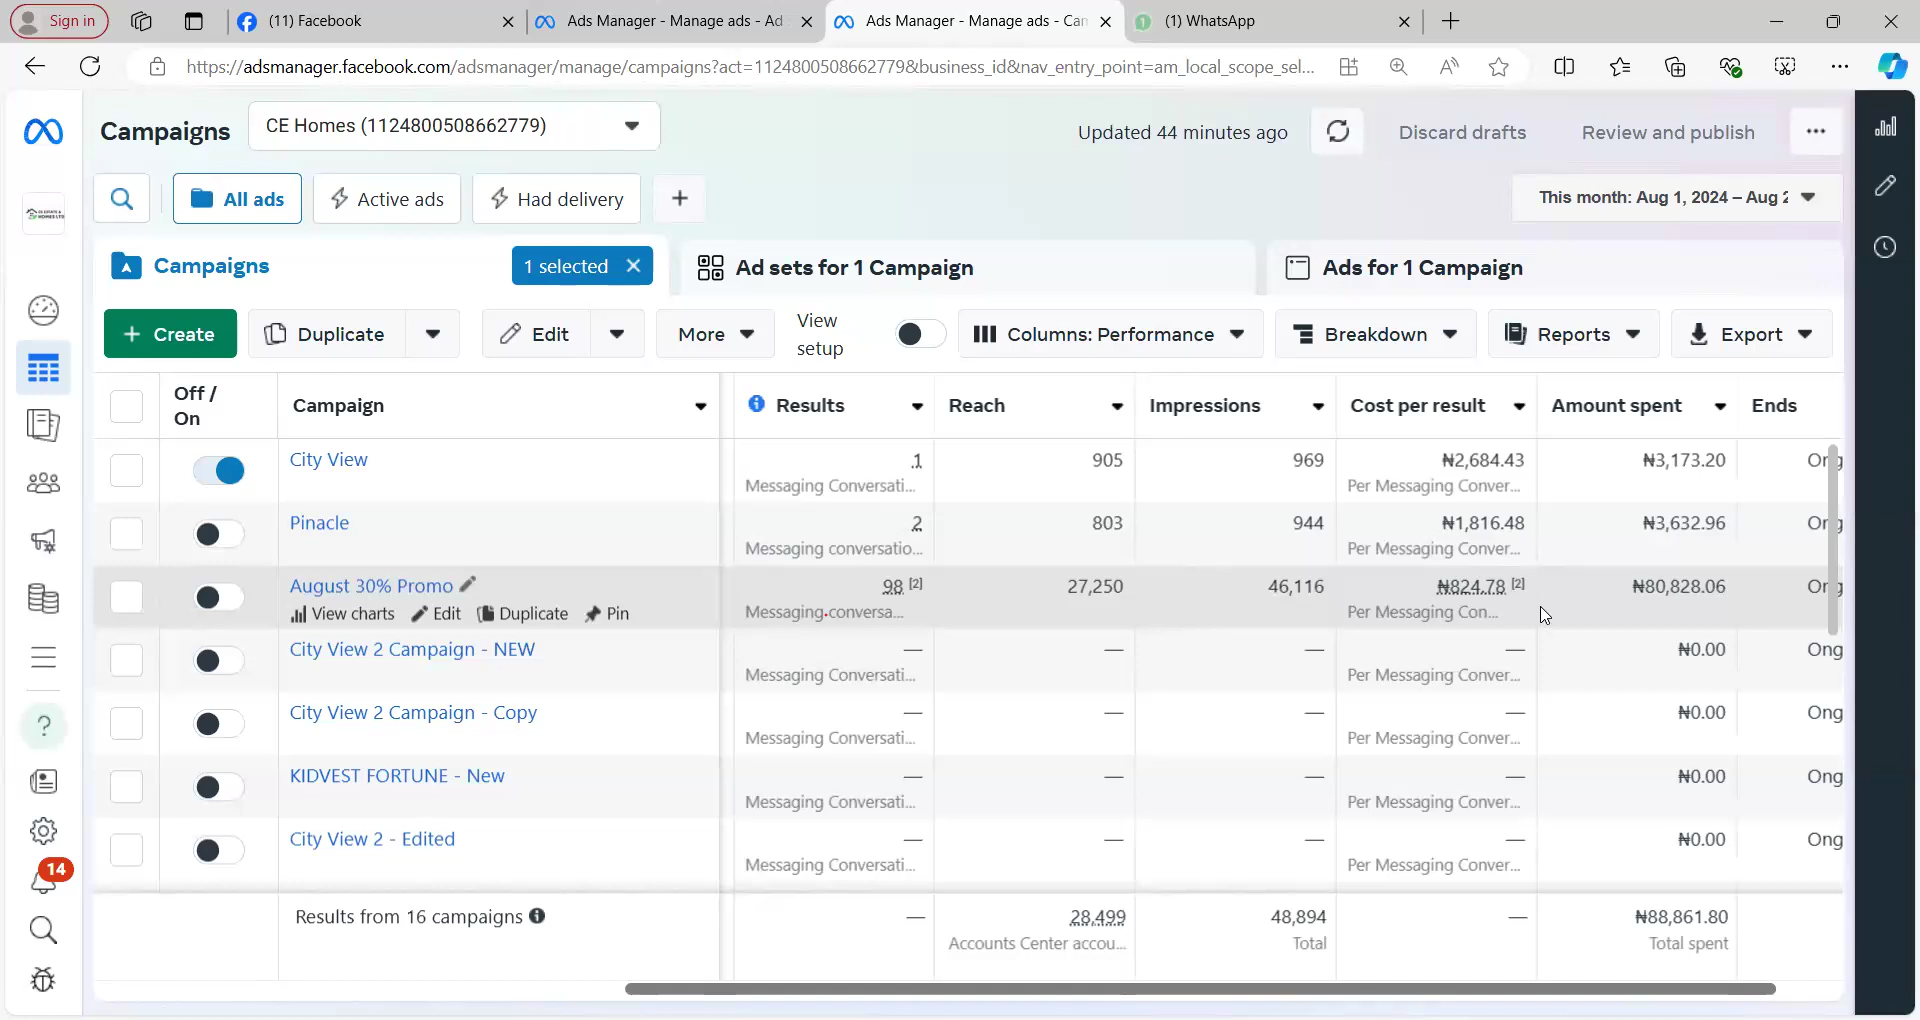 Sign in
(11) Facebook
Ads Manager - Manage ads - Ad
Ads Manager - Manage ads - Can
(1) WhatsApp
https://adsmanager.facebook.com/adsmanager/manage/campaigns?act=1124800508662779&business_id&nav_entry_point=am_local_scope_sel...
Campaigns
CE Homes (1124800508662779)
Updated 44 minutes ago
Discard drafts
Review and publish
All ads
Active ads
Had delivery
This month: Aug 1, 2024 – Aug 2
Campaigns
1 selected
Ad sets for 1 Campaign
Ads for 1 Campaign
Create
Duplicate
Edit
More
View
setup
Columns: Performance
Breakdown
Reports
Export
Off /
On
Campaign
Results
Reach
Impressions
Cost per result
Amount spent
Ends
City View
1
905
969
₦2,684.43
₦3,173.20
Ong
Messaging Conversati...
Per Messaging Conver...
Pinacle
2
803
944
₦1,816.48
₦3,632.96
Ong
Messaging conversatio...
Per Messaging Conver...
August 30% Promo
98 [2]
27,250
46,116
₦824.78 [2]
₦80,828.06
Ong
View charts
Edit
Duplicate
Pin
Messaging conversa...
Per Messaging Con...
City View 2 Campaign - NEW
—
—
—
—
₦0.00
Ong
Messaging Conversati...
Per Messaging Conver...
City View 2 Campaign - Copy
—
—
—
—
₦0.00
Ong
Messaging Conversati...
Per Messaging Conver...
KIDVEST FORTUNE - New
—
—
—
—
₦0.00
Ong
Messaging Conversati...
Per Messaging Conver...
City View 2 - Edited
—
—
—
—
₦0.00
Ong
Messaging Conversati...
Per Messaging Conver...
14
Results from 16 campaigns
—
28,499
48,894
—
₦88,861.80
Accounts Center accou...
Total
Total spent